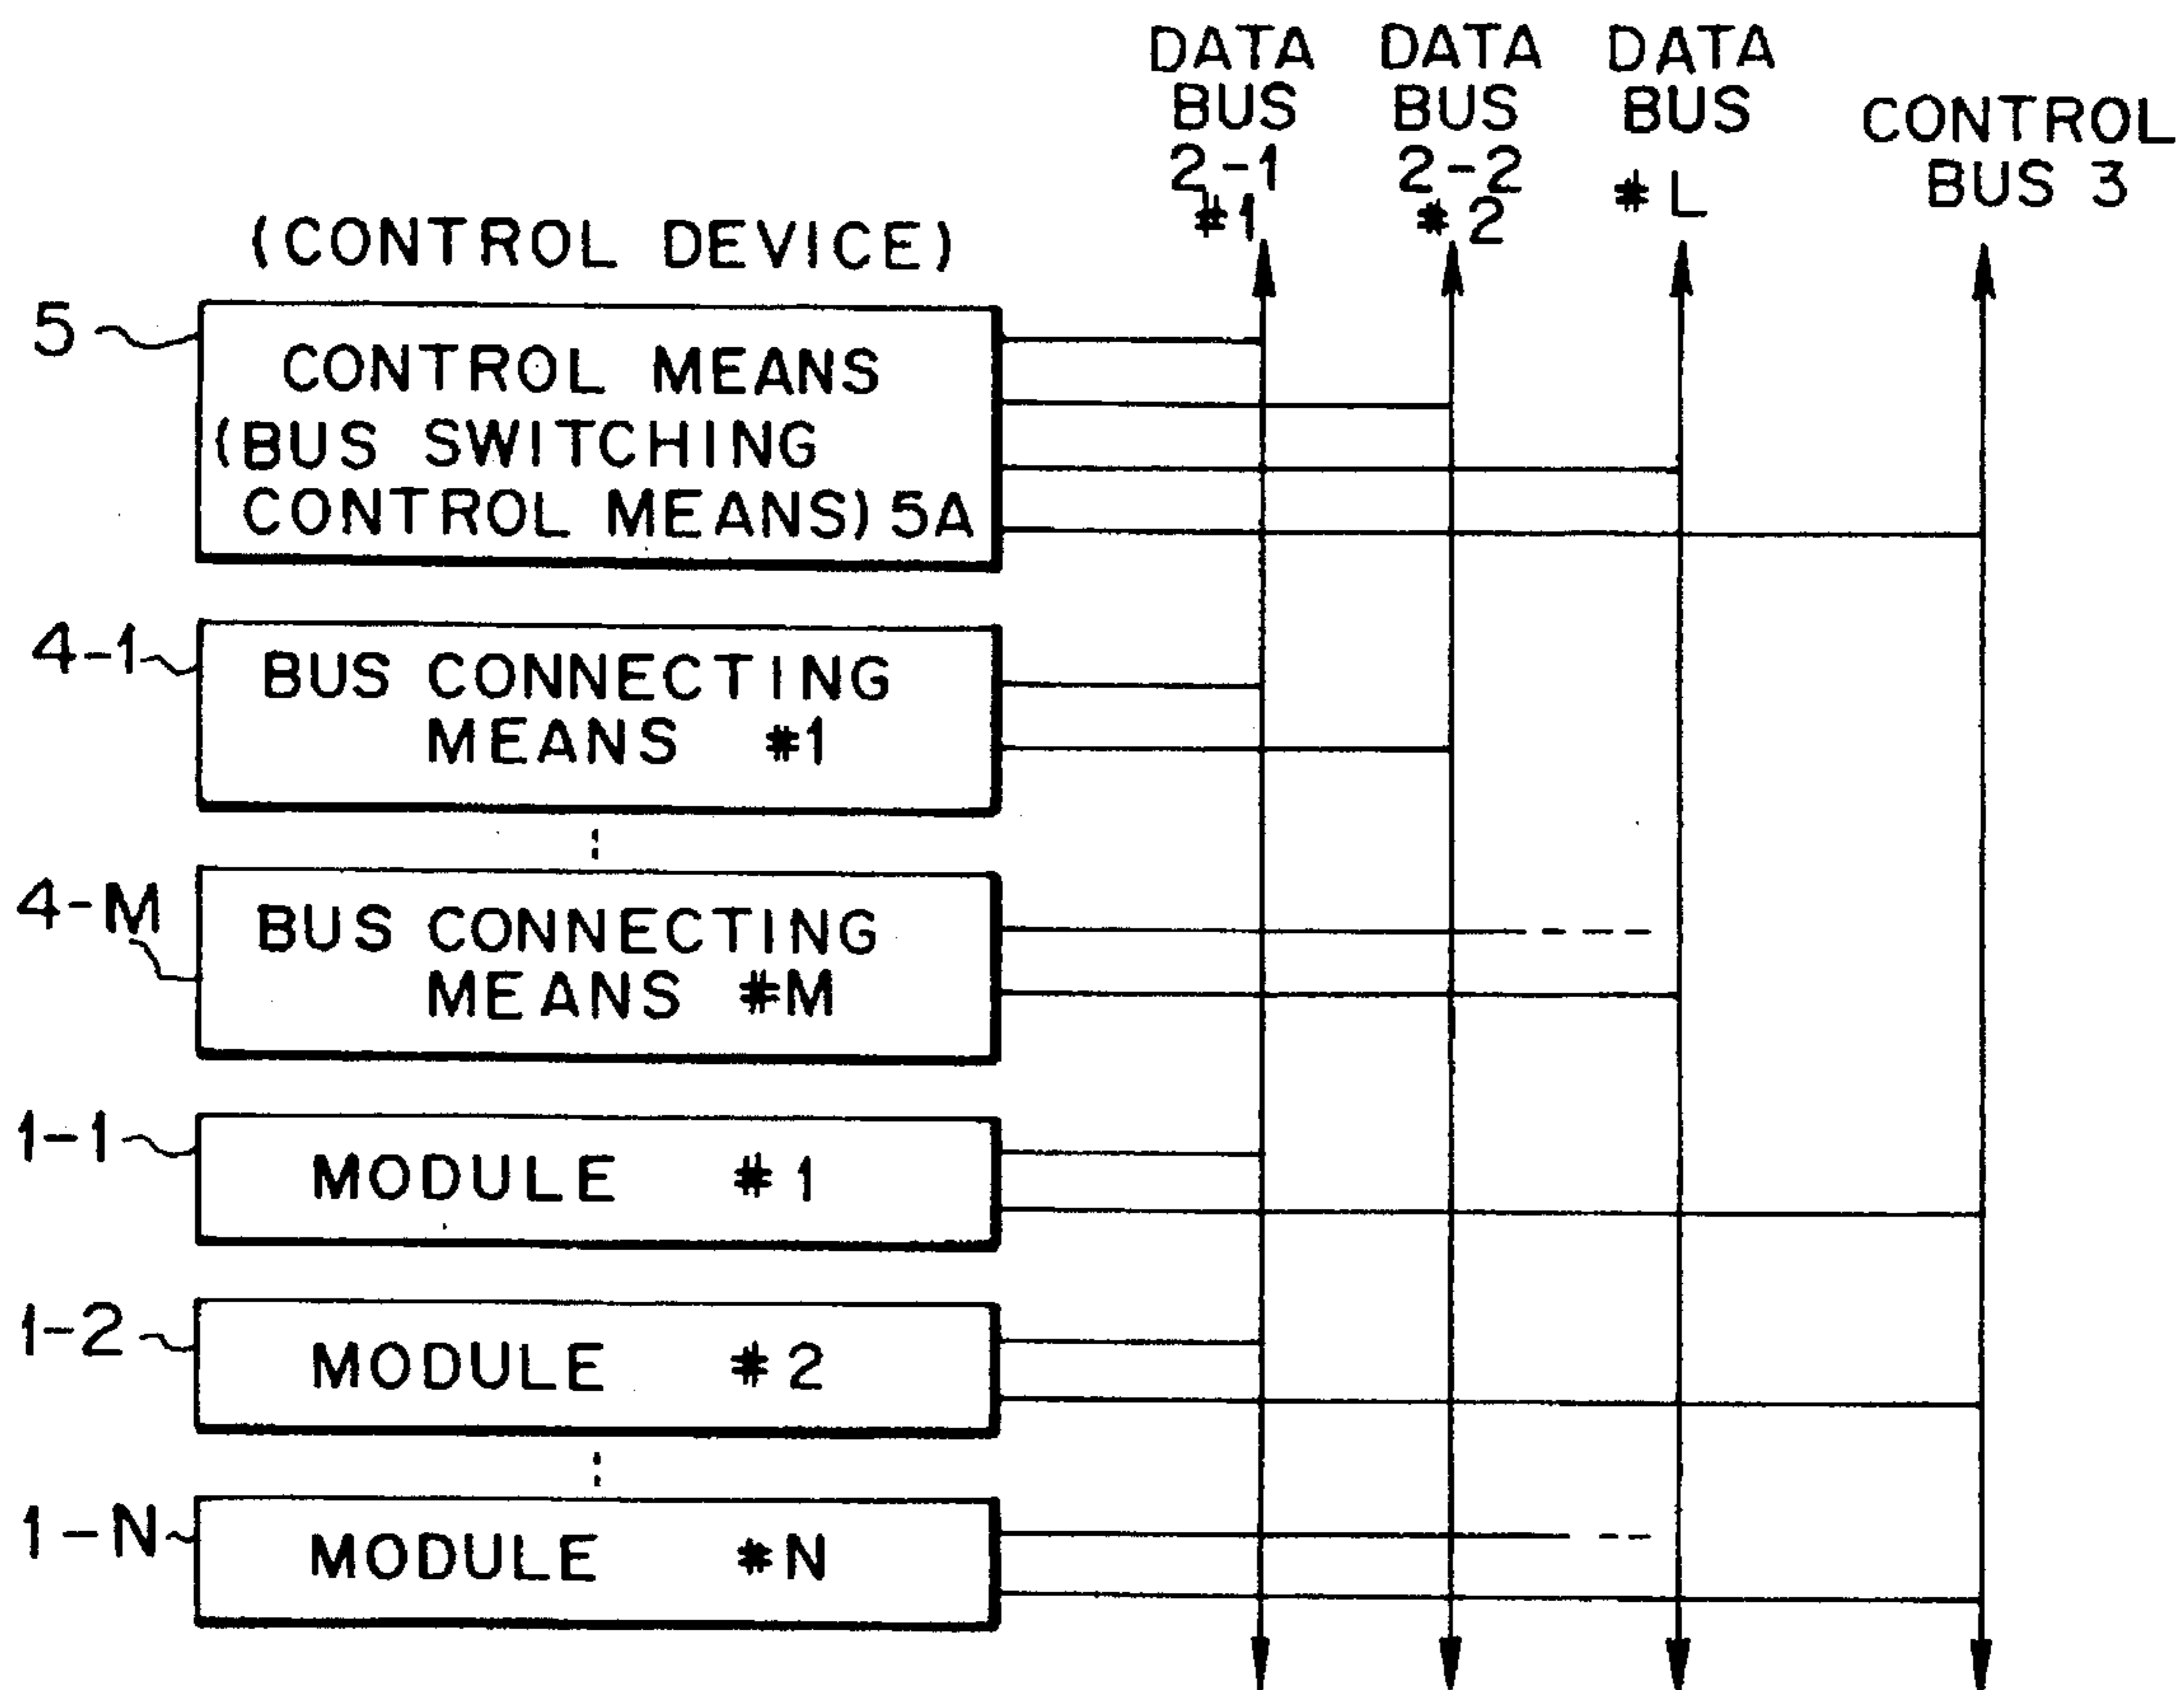 DATA BUS 2-1 #1
DATA BUS 2-2 #2
DATA BUS #L
CONTROL BUS 3
(CONTROL DEVICE)
5
CONTROL MEANS
(BUS SWITCHING
CONTROL MEANS) 5A
4-1
BUS CONNECTING
MEANS #1
4-M
BUS CONNECTING
MEANS #M
1-1
MODULE #1
1-2
MODULE #2
1-N
MODULE #N